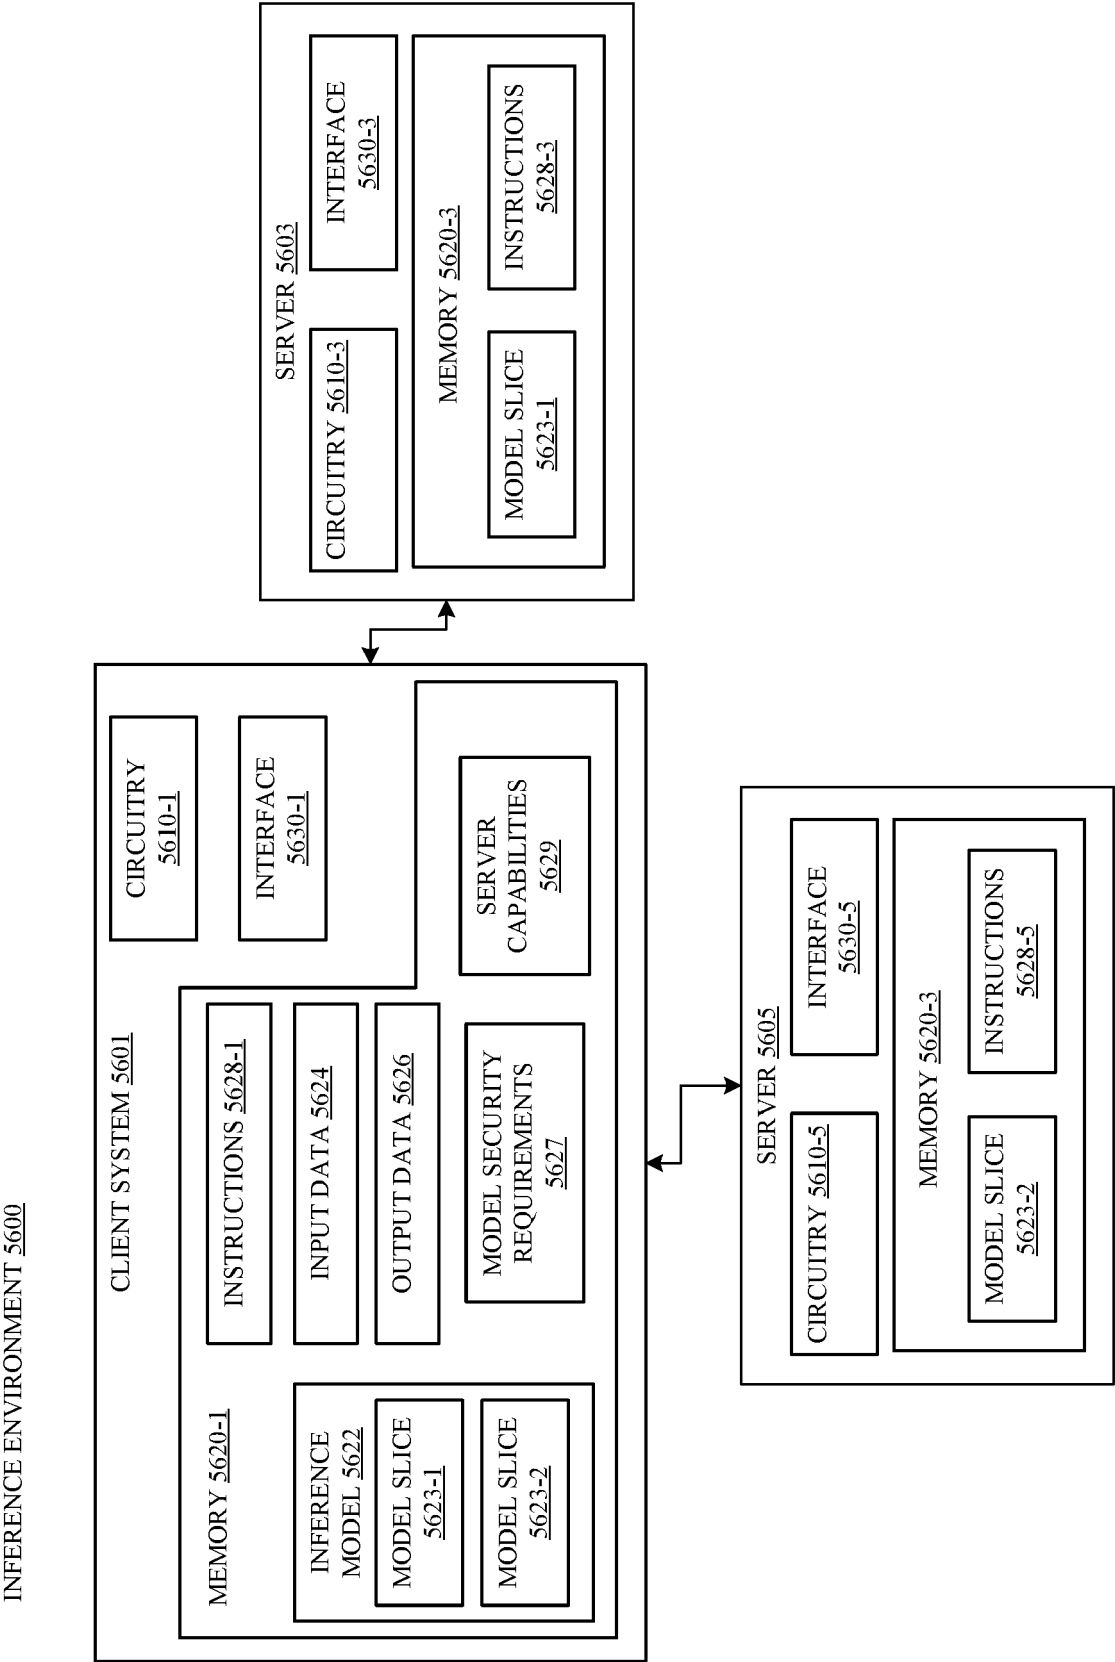 INFERENCE ENVIRONMENT 5600
CLIENT SYSTEM 5601
CIRCUITRY
5610-1
INTERFACE
5630-1
MEMORY 5620-1
INSTRUCTIONS 5628-1
INPUT DATA 5624
OUTPUT DATA 5626
INFERENCE
MODEL 5622
MODEL SLICE
5623-1
MODEL SLICE
5623-2
MODEL SECURITY
REQUIREMENTS
5627
SERVER
CAPABILITIES
5629
SERVER 5603
CIRCUITRY 5610-3
INTERFACE
5630-3
MEMORY 5620-3
MODEL SLICE
5623-1
INSTRUCTIONS
5628-3
SERVER 5605
CIRCUITRY 5610-5
INTERFACE
5630-5
MEMORY 5620-3
MODEL SLICE
5623-2
INSTRUCTIONS
5628-5